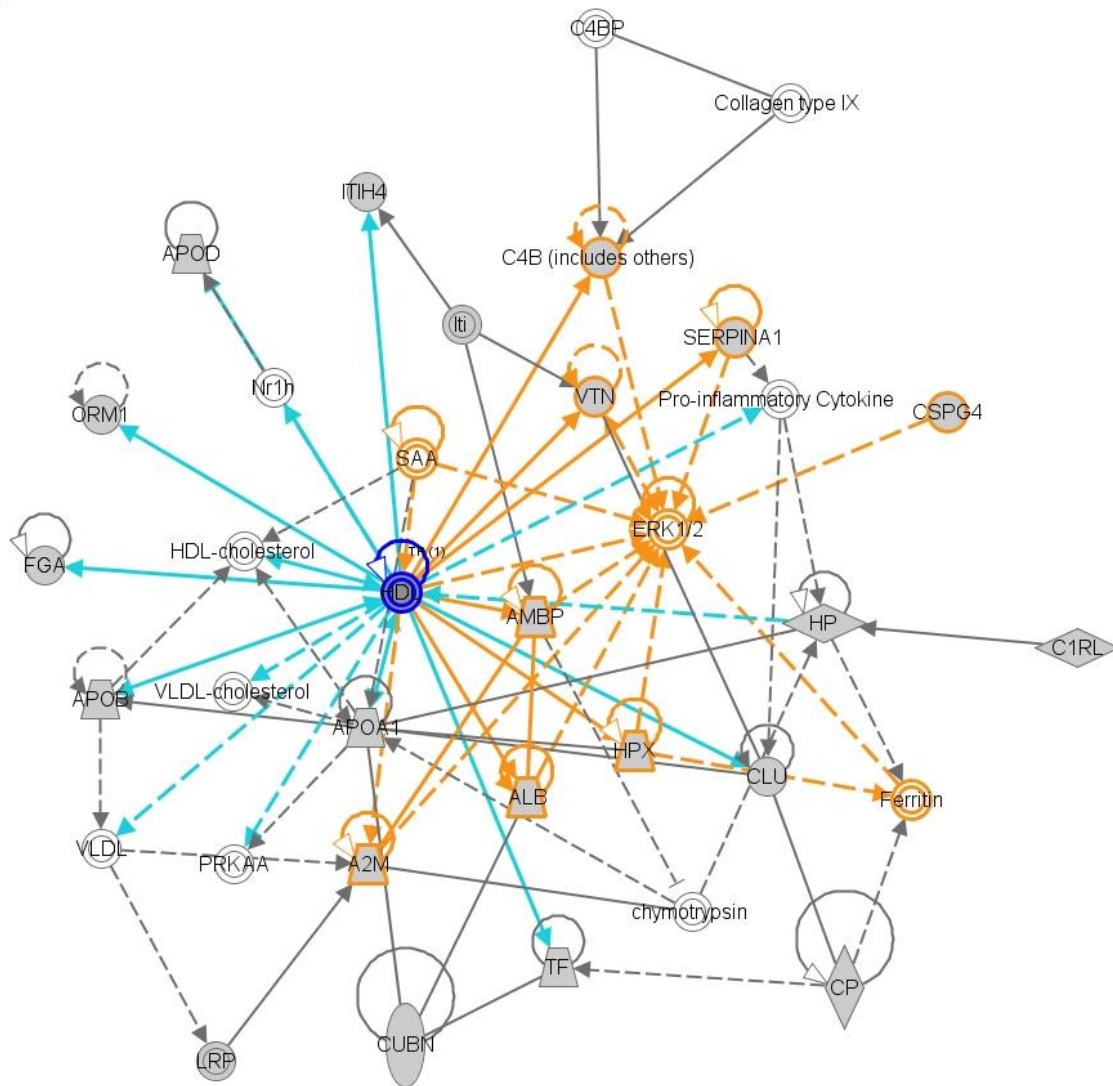 C4BP
Collagen type IX
ITIH4
APOD
C4B (includes others)
Iti
SERPINA1
Nr1h
VTN
Pro-inflammatory Cytokine
ORM1
CSPG4
SAA
ERK1/2
HDL-cholesterol
FGA
HDL
AMBP
HP
C1RL
VLDL-cholesterol
APOB
APOA1
HPX
CLU
ALB
Ferritin
VLDL
PRKAA
A2M
chymotrypsin
TF
CP
CUBN
LRP